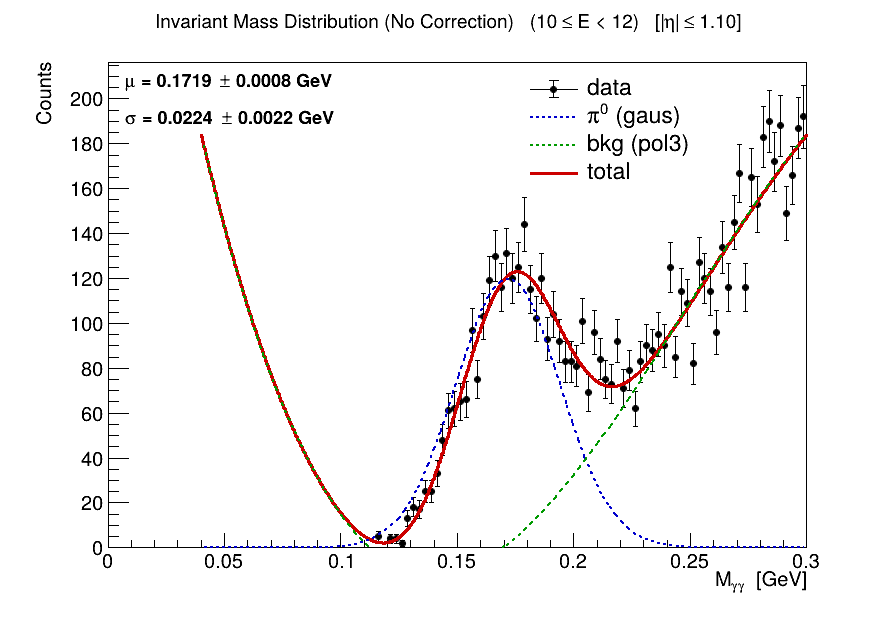 Invariant Mass Distribution (No Correction) (10 ≤ E < 12) [|η| ≤ 1.10]
Counts
μ = 0.1719 ± 0.0008 GeV
σ = 0.0224 ± 0.0022 GeV
data
π⁰ (gaus)
bkg (pol3)
total
200
180
160
140
120
100
80
60
40
20
0
0 0.05 0.1 0.15 0.2 0.25 0.3
Mγγ [GeV]